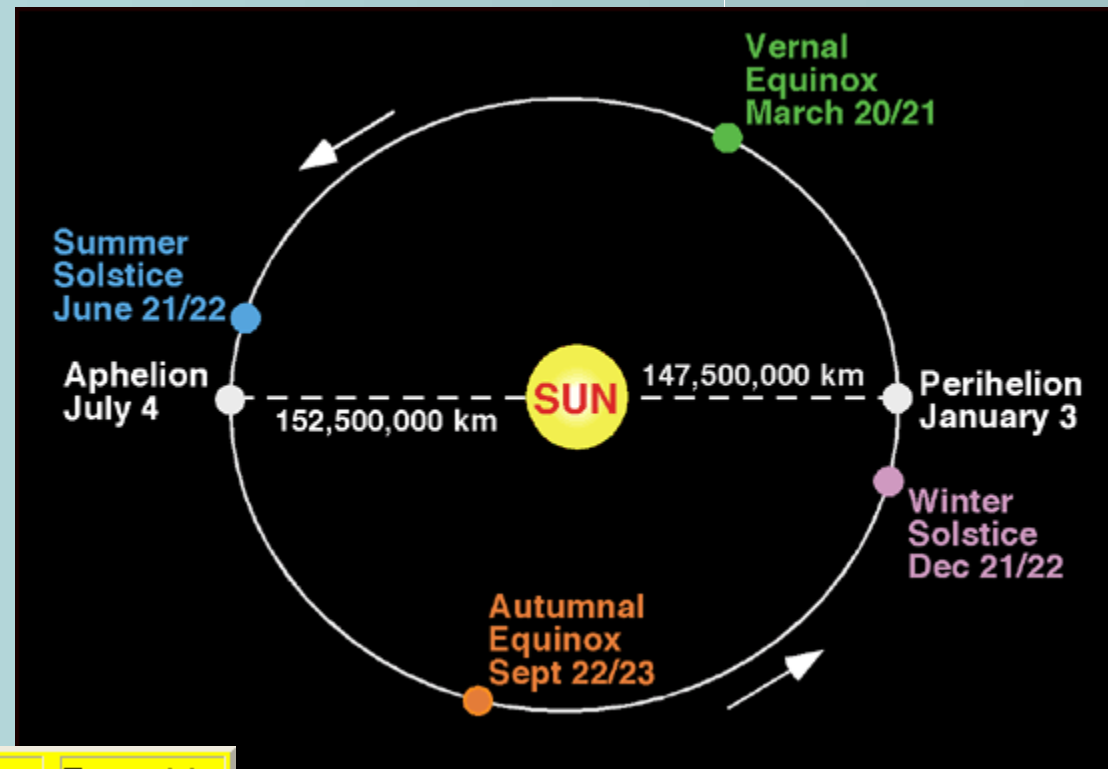 Vernal
Equinox
March 20/21
Summer
Solstice
June 21/22
Aphelion
July 4
152,500,000 km
SUN
147,500,000 km
Perihelion
January 3
Winter
Solstice
Dec 21/22
Autumnal
Equinox
Sept 22/23